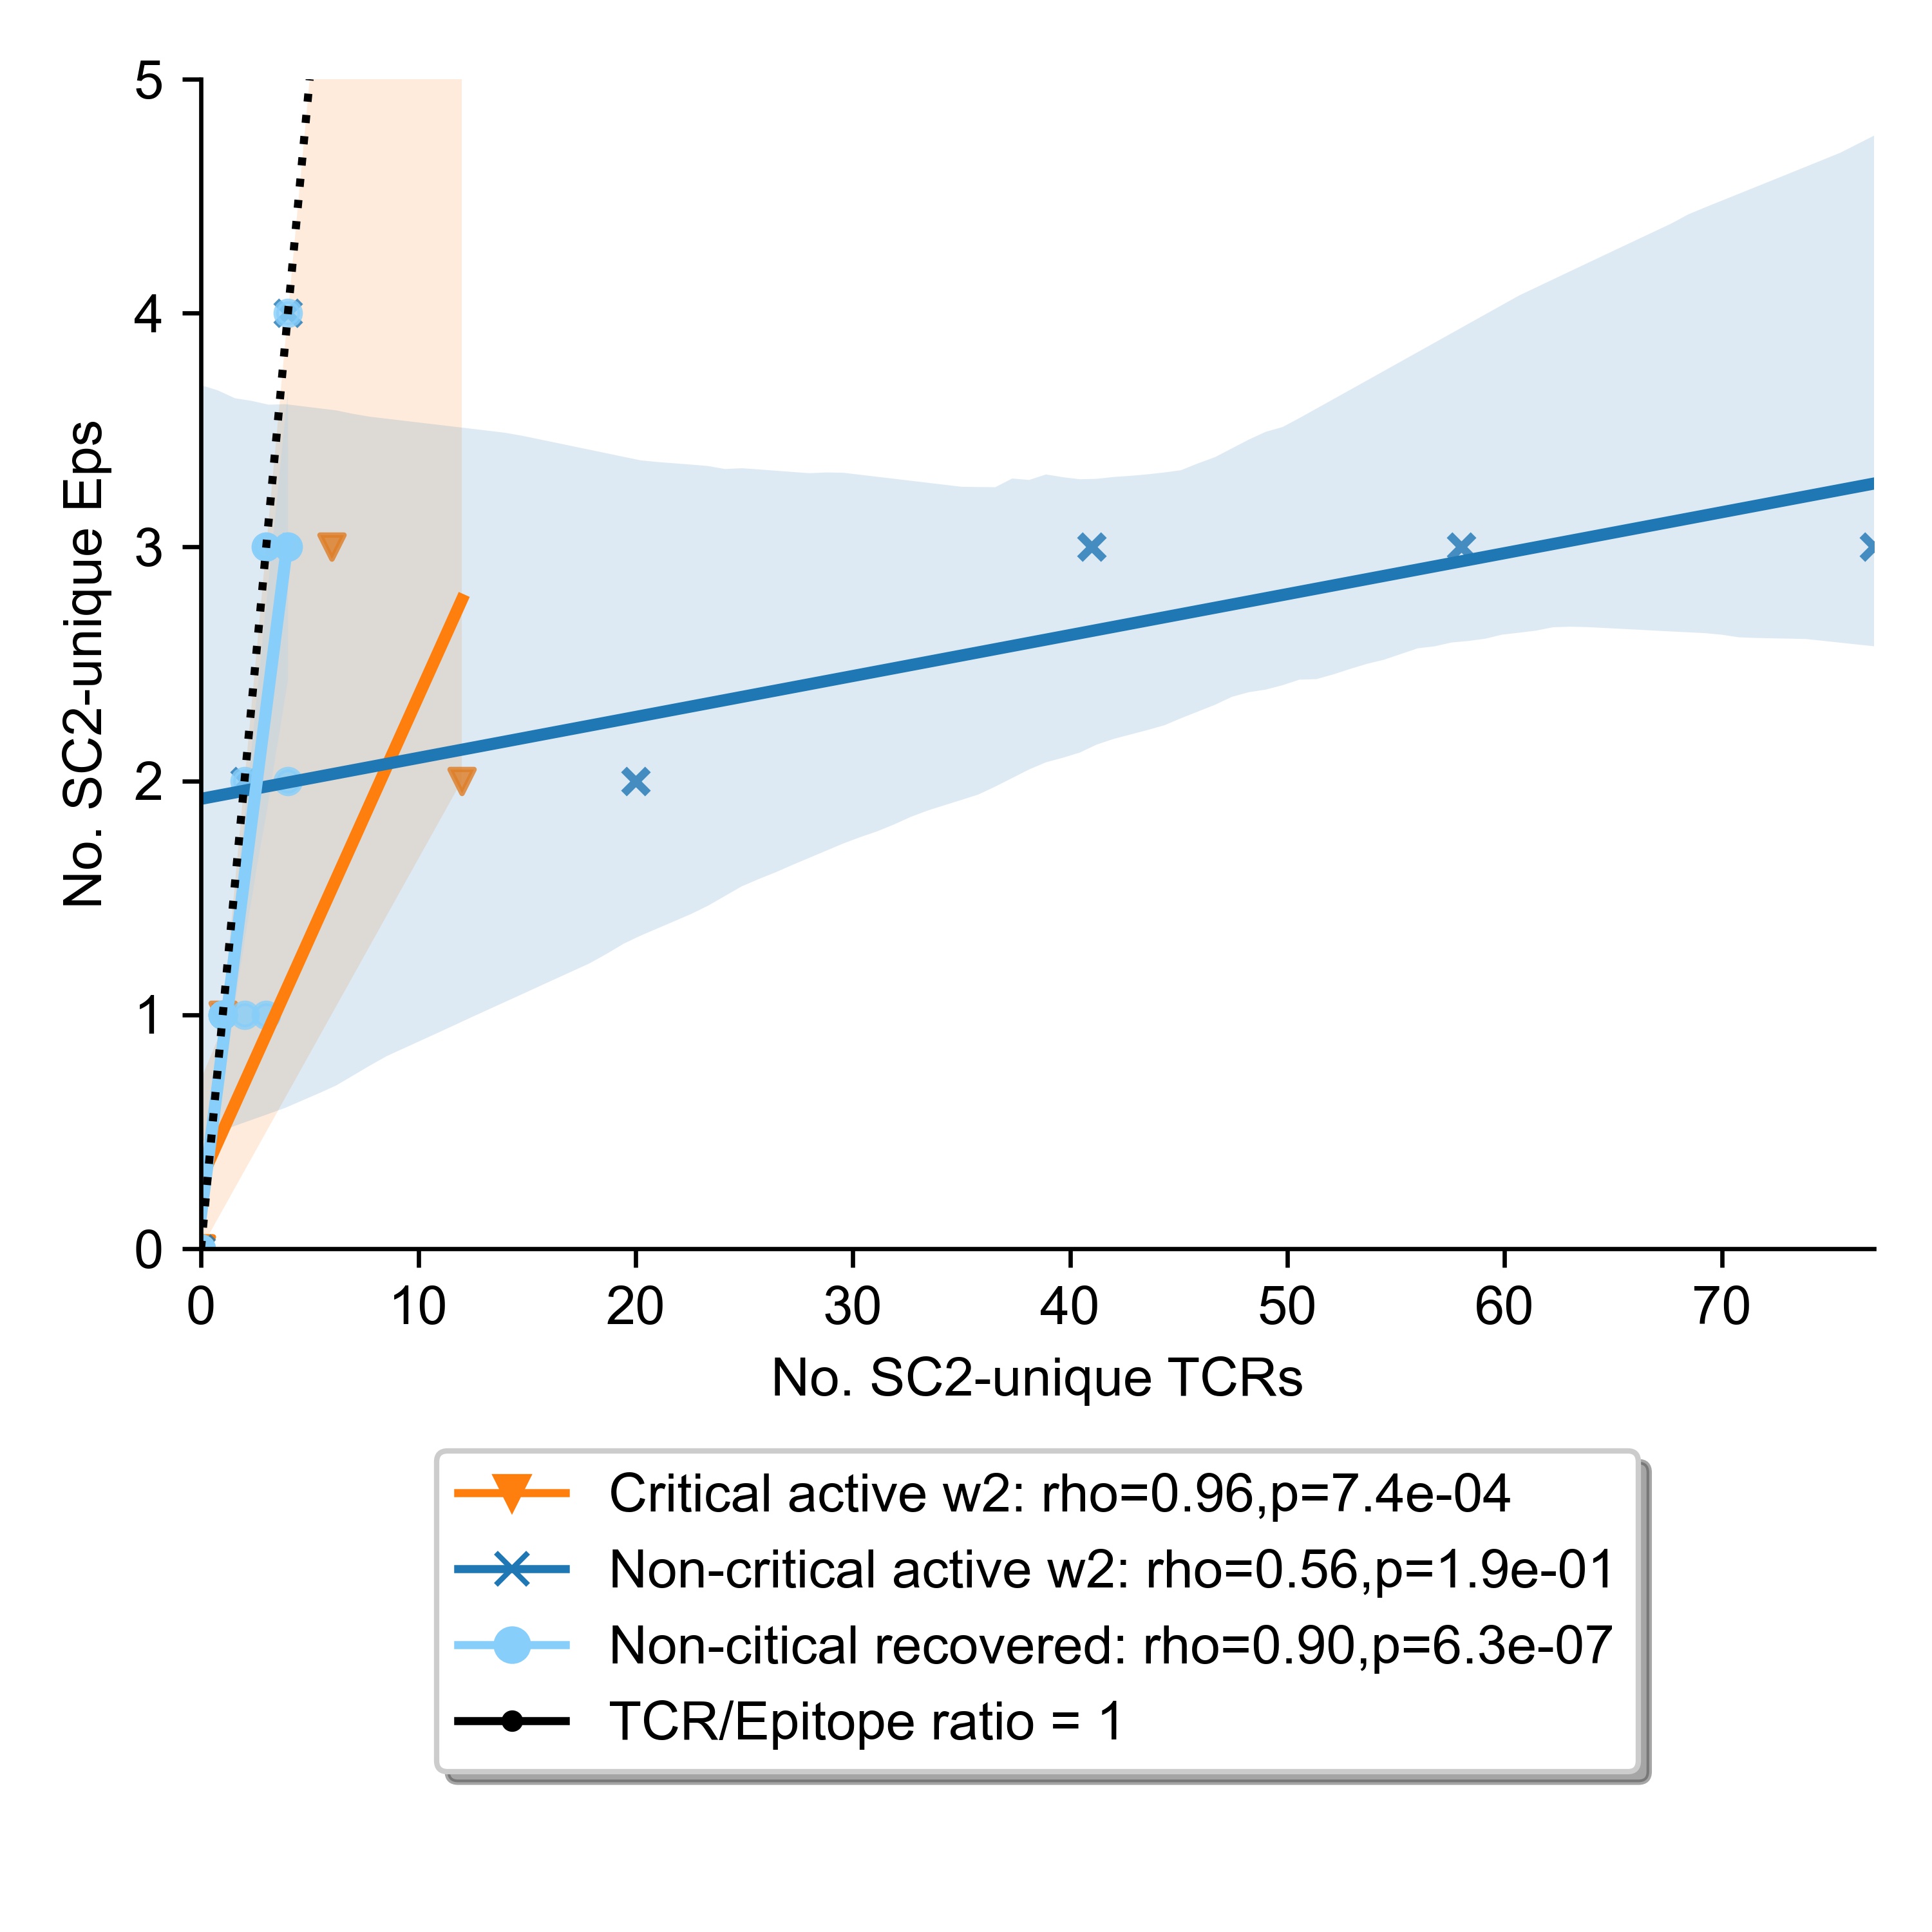 5
4
3
2
1
0
No. SC2-unique Eps
0 10 20 30 40 50 60 70
No. SC2-unique TCRs
Critical active w2: rho=0.96,p=7.4e-04
Non-critical active w2: rho=0.56,p=1.9e-01
Non-citical recovered: rho=0.90,p=6.3e-07
TCR/Epitope ratio = 1